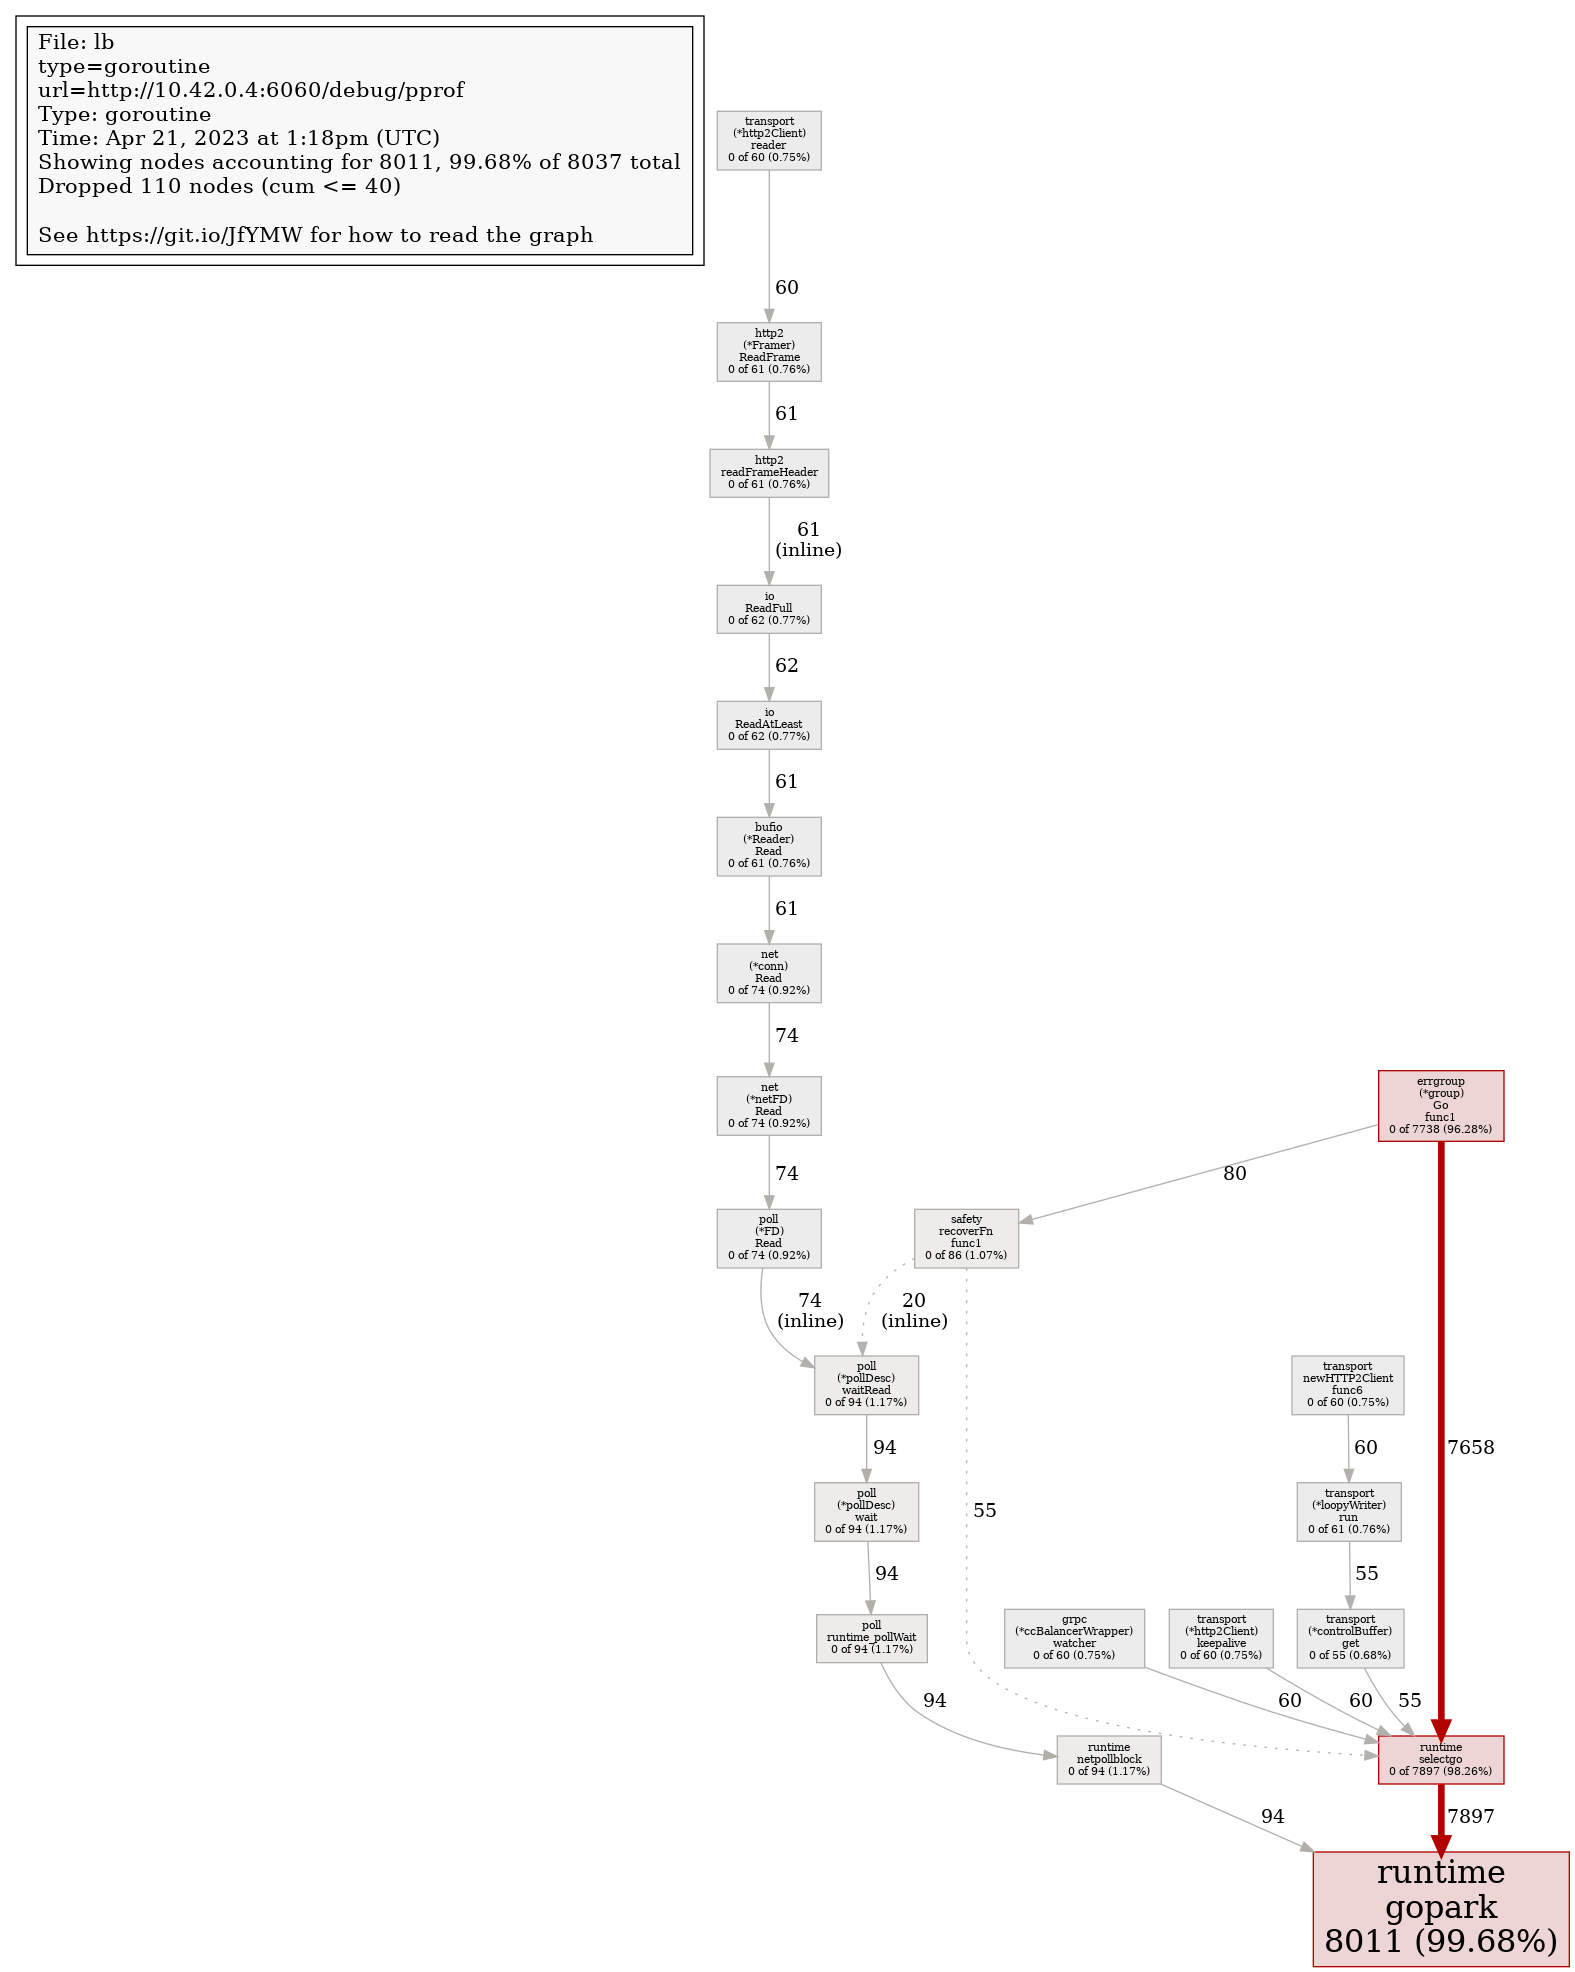 File: lb
type=goroutine
url=http://10.42.0.4:6060/debug/pprof
Type: goroutine
Time: Apr 21, 2023 at 1:18pm (UTC)
Showing nodes accounting for 8011, 99.68% of 8037 total
Dropped 110 nodes (cum <= 40)
See https://git.io/JfYMW for how to read the graph
transport
(*http2Client)
reader
0 of 60 (0.75%)
60
http2
(*Framer)
ReadFrame
0 of 61 (0.76%)
61
http2
readFrameHeader
0 of 61 (0.76%)
61
(inline)
io
ReadFull
0 of 62 (0.77%)
62
io
ReadAtLeast
0 of 62 (0.77%)
61
bufio
(*Reader)
Read
0 of 61 (0.76%)
61
net
(*conn)
Read
0 of 74 (0.92%)
74
net
(*netFD)
Read
0 of 74 (0.92%)
74
poll
(*FD)
Read
0 of 74 (0.92%)
74
(inline)
errgroup
(*group)
Go
func1
0 of 7738 (96.28%)
80
7658
safety
recoverFn
func1
0 of 86 (1.07%)
20
(inline)
55
poll
(*pollDesc)
waitRead
0 of 94 (1.17%)
94
poll
(*pollDesc)
wait
0 of 94 (1.17%)
94
poll
runtime_pollWait
0 of 94 (1.17%)
94
runtime
netpollblock
0 of 94 (1.17%)
94
transport
newHTTP2Client
func6
0 of 60 (0.75%)
60
transport
(*loopyWriter)
run
0 of 61 (0.76%)
55
grpc
(*ccBalancerWrapper)
watcher
0 of 60 (0.75%)
60
transport
(*http2Client)
keepalive
0 of 60 (0.75%)
60
transport
(*controlBuffer)
get
0 of 55 (0.68%)
55
runtime
selectgo
0 of 7897 (98.26%)
7897
runtime
gopark
8011 (99.68%)